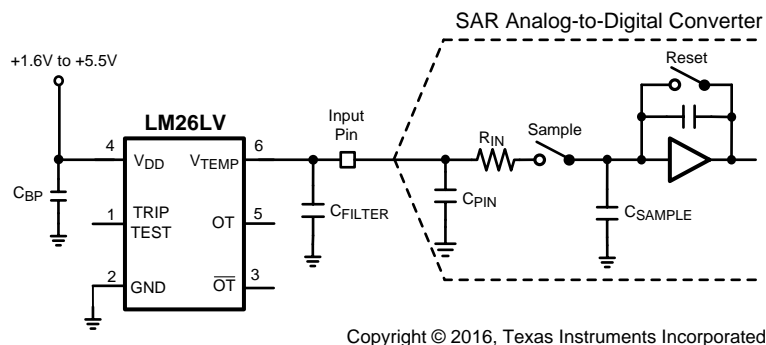 SAR Analog-to-Digital Converter
+1.6V to +5.5V
Reset
LM26LV
Input
Pin
RIN
Sample
4
VDD
VTEMP
6
CBP
CFILTER
CPIN
CSAMPLE
1
TRIP
TEST
OT
5
2
GND
OT
3
Copyright © 2016, Texas Instruments Incorporated